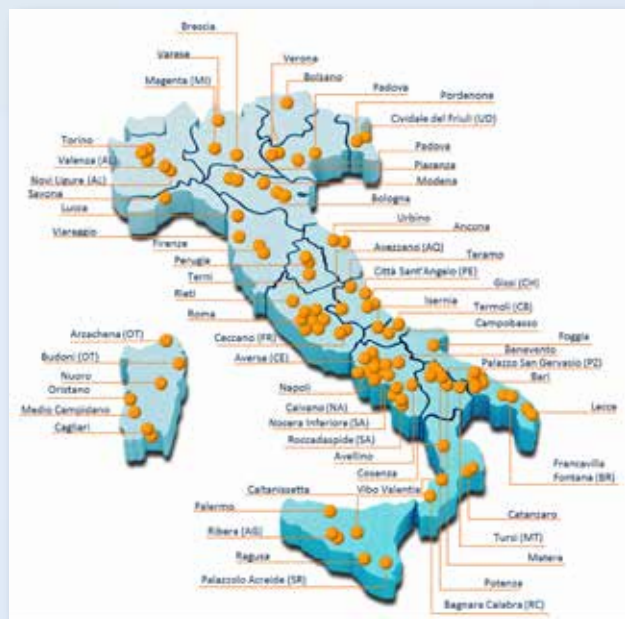 Brescia
Varese
Magenta (MI)
Verona
Bolzano
Padova
Pordenone
Cividale del Friuli (UD)
Torino
Valenza (AL)
Novi Ligure (AL)
Savona
Lucca
Viareggio
Firenze
Padova
Piacenza
Modena
Bologna
Urbino
Ancona
Perugia
Terni
Rieti
Roma
Avezzano (AQ)
Teramo
Città Sant'Angelo (PE)
Gissi (CH)
Isernia
Termoli (CB)
Campobasso
Ceccano (FR)
Aversa (CE)
Foggia
Benevento
Palazzo San Gervasio (PZ)
Bari
Arzachena (OT)
Budoni (OT)
Nuoro
Oristano
Medio Campidano
Cagliari
Napoli
Caivano (NA)
Nocera Inferiore (SA)
Roccadaspide (SA)
Avellino
Cosenza
Vibo Valentia
Lecce
Francavilla
Fontana (BR)
Caltanissetta
Palermo
Ribera (AG)
Ragusa
Palazzolo Acreide (SR)
Catanzaro
Tursi (MT)
Matera
Potenza
Bagnara Calabra (RC)